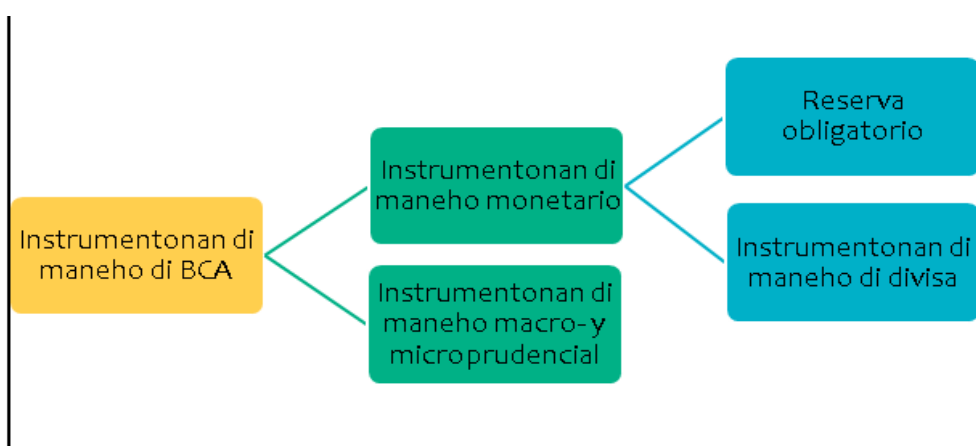 Instrumentonan di
maneho di BCA
Instrumentonan di
maneho monetario
Instrumentonan di
maneho macro- y
microprudencial
Reserva
obligatorio
Instrumentonan di
maneho di divisa